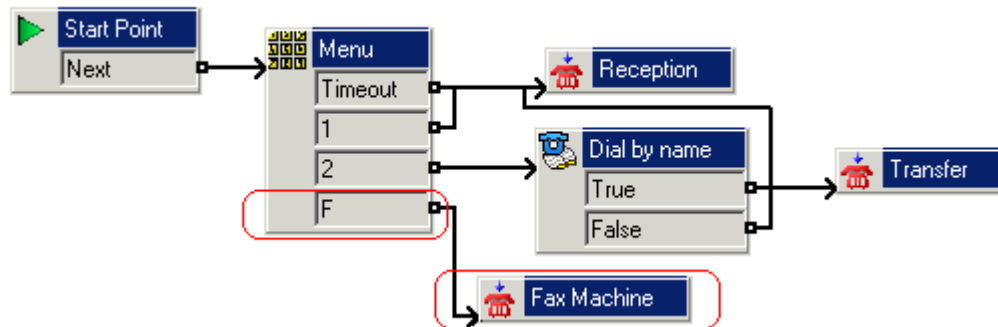 Start Point
Next
Menu
Timeout
1
2
F
Reception
Dial by name
True
False
Transfer
Fax Machine